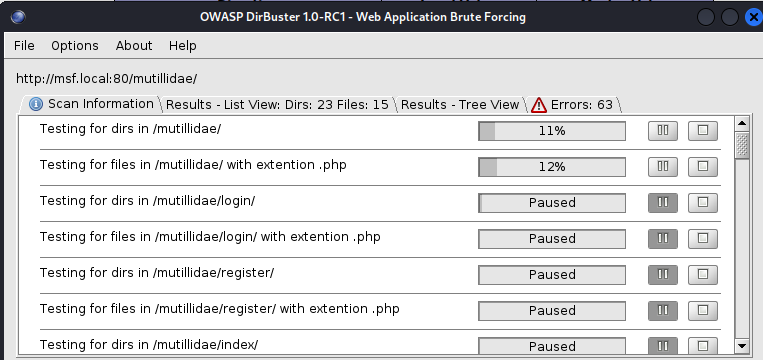 OWASP DirBuster 1.0-RC1 - Web Application Brute Forcing
File Options About Help
http://msf.local:80/mutillidae/
Scan Information Results - List View: Dirs: 23 Files: 15 Results - Tree View Errors: 63
Testing for dirs in /mutillidae/ 11%
Testing for files in /mutillidae/ with extention .php 12%
Testing for dirs in /mutillidae/login/ Paused
Testing for files in /mutillidae/login/ with extention .php Paused
Testing for dirs in /mutillidae/register/ Paused
Testing for files in /mutillidae/register/ with extention .php Paused
Testing for dirs in /mutillidae/index/ Paused